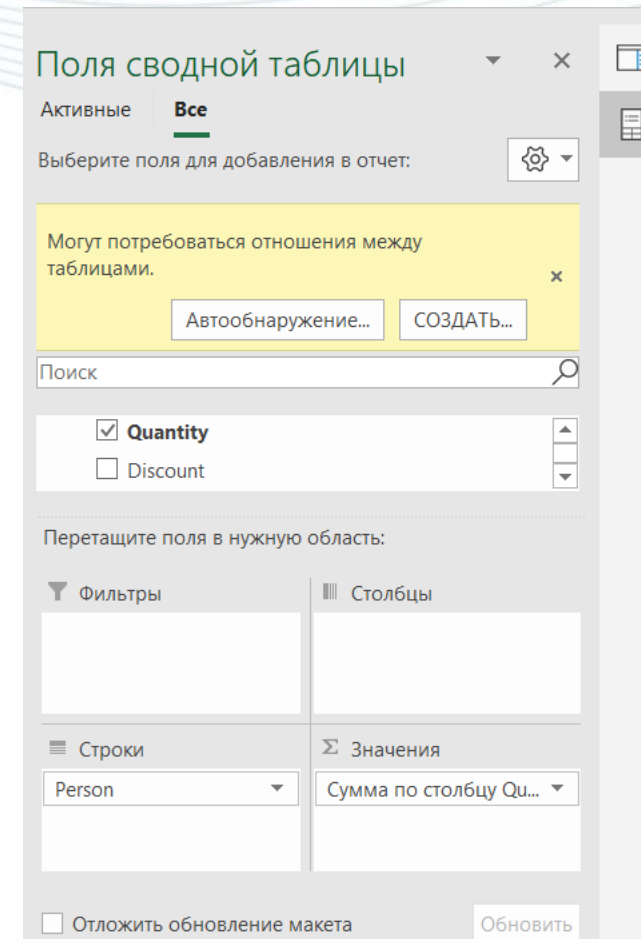 Поля сводной таблицы
Активные Все
Выберите поля для добавления в отчет:
Могут потребоваться отношения между
таблицами.
Автообнаружение... СОЗДАТЬ...
Поиск
Quantity
Discount
Перетащите поля в нужную область:
Фильтры Столбцы
Строки Σ Значения
Person Сумма по столбцу Qu...
Отложить обновление макета Обновить